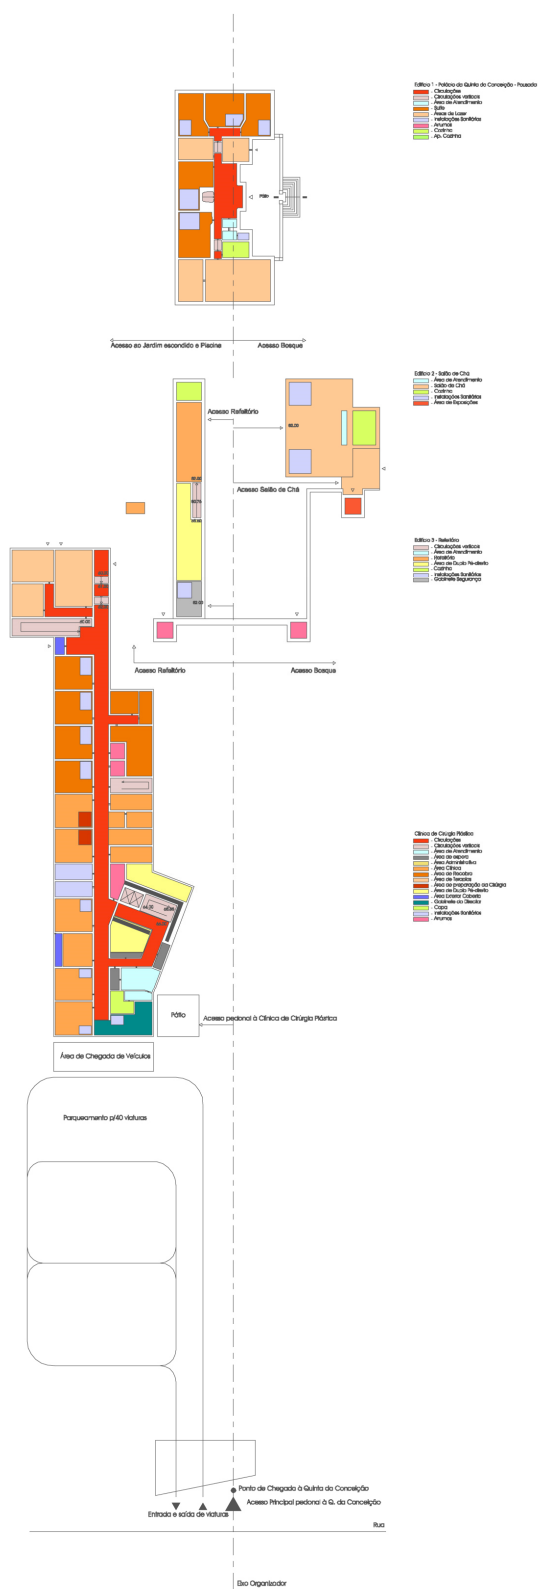 Edifício 1 - Palácio da Quinta da Conceição - Pousada
- Circulações
- Circulações verticais
- Área de Atendimento
- Suite
- Áreas de Lazer
- Instalações Sanitárias
- Arrumos
- Cozinha
- Ap. Cozinha
Pátio
Acesso ao Jardim escondido e Piscina
Acesso Bosque
Edifício 2 - Salão de Chá
- Área de Atendimento
- Salão de Chá
- Cozinha
- Instalações Sanitárias
- Área de Exposições
Acesso Refeitório
Acesso Salão de Chá
Edifício 3 - Refeitório
- Circulações verticais
- Área de Atendimento
- Refeitório
- Área de Duplo Pé-direito
- Cozinha
- Instalações Sanitárias
- Gabinete Segurança
Acesso Refeitório
Acesso Bosque
Clínica de Cirurgia Plástica
- Circulações
- Circulações verticais
- Área de Atendimento
- Área de espera
- Área Administrativa
- Área Clínica
- Área de Recobro
- Área de Terapias
- Área de preparação da Cirurgia
- Área de Duplo Pé-direito
- Área Exterior Coberta
- Gabinete do Director
- Copa
- Instalações Sanitárias
- Arrumos
Pátio
Acesso pedonal à Clínica de Cirúrgia Plástica
Área de Chegada de Veículos
Parqueamento p/40 viaturas
Ponto de Chegada à Quinta da Conceição
Acesso Principal pedonal à Q. da Conceição
Entrada e saída de viaturas
Rua
Eixo Organizador